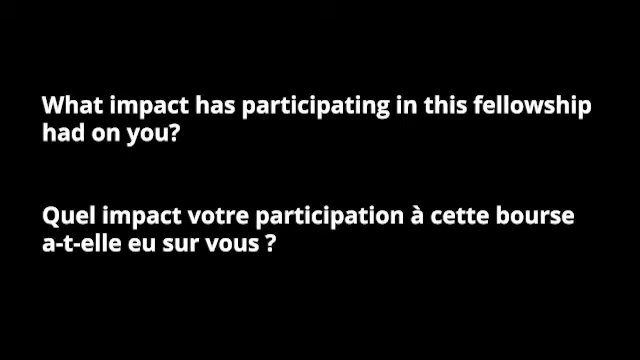 What impact has participating in this fellowship
had on you?
Quel impact votre participation à cette bourse
a-t-elle eu sur vous ?